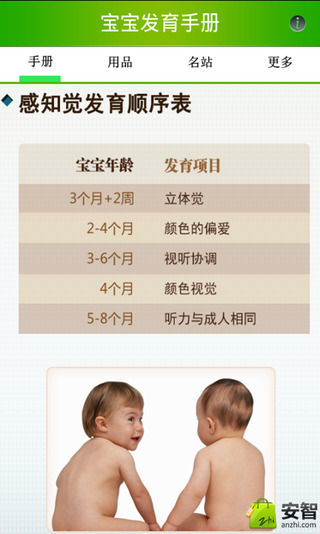 宝宝发育手册
手册 用品 名站 更多
感知觉发育顺序表
宝宝年龄 发育项目
3个月+2周 立体觉
2-4个月 颜色的偏爱
3-6个月 视听协调
4个月 颜色视觉
5-8个月 听力与成人相同
安智
anzhi.com